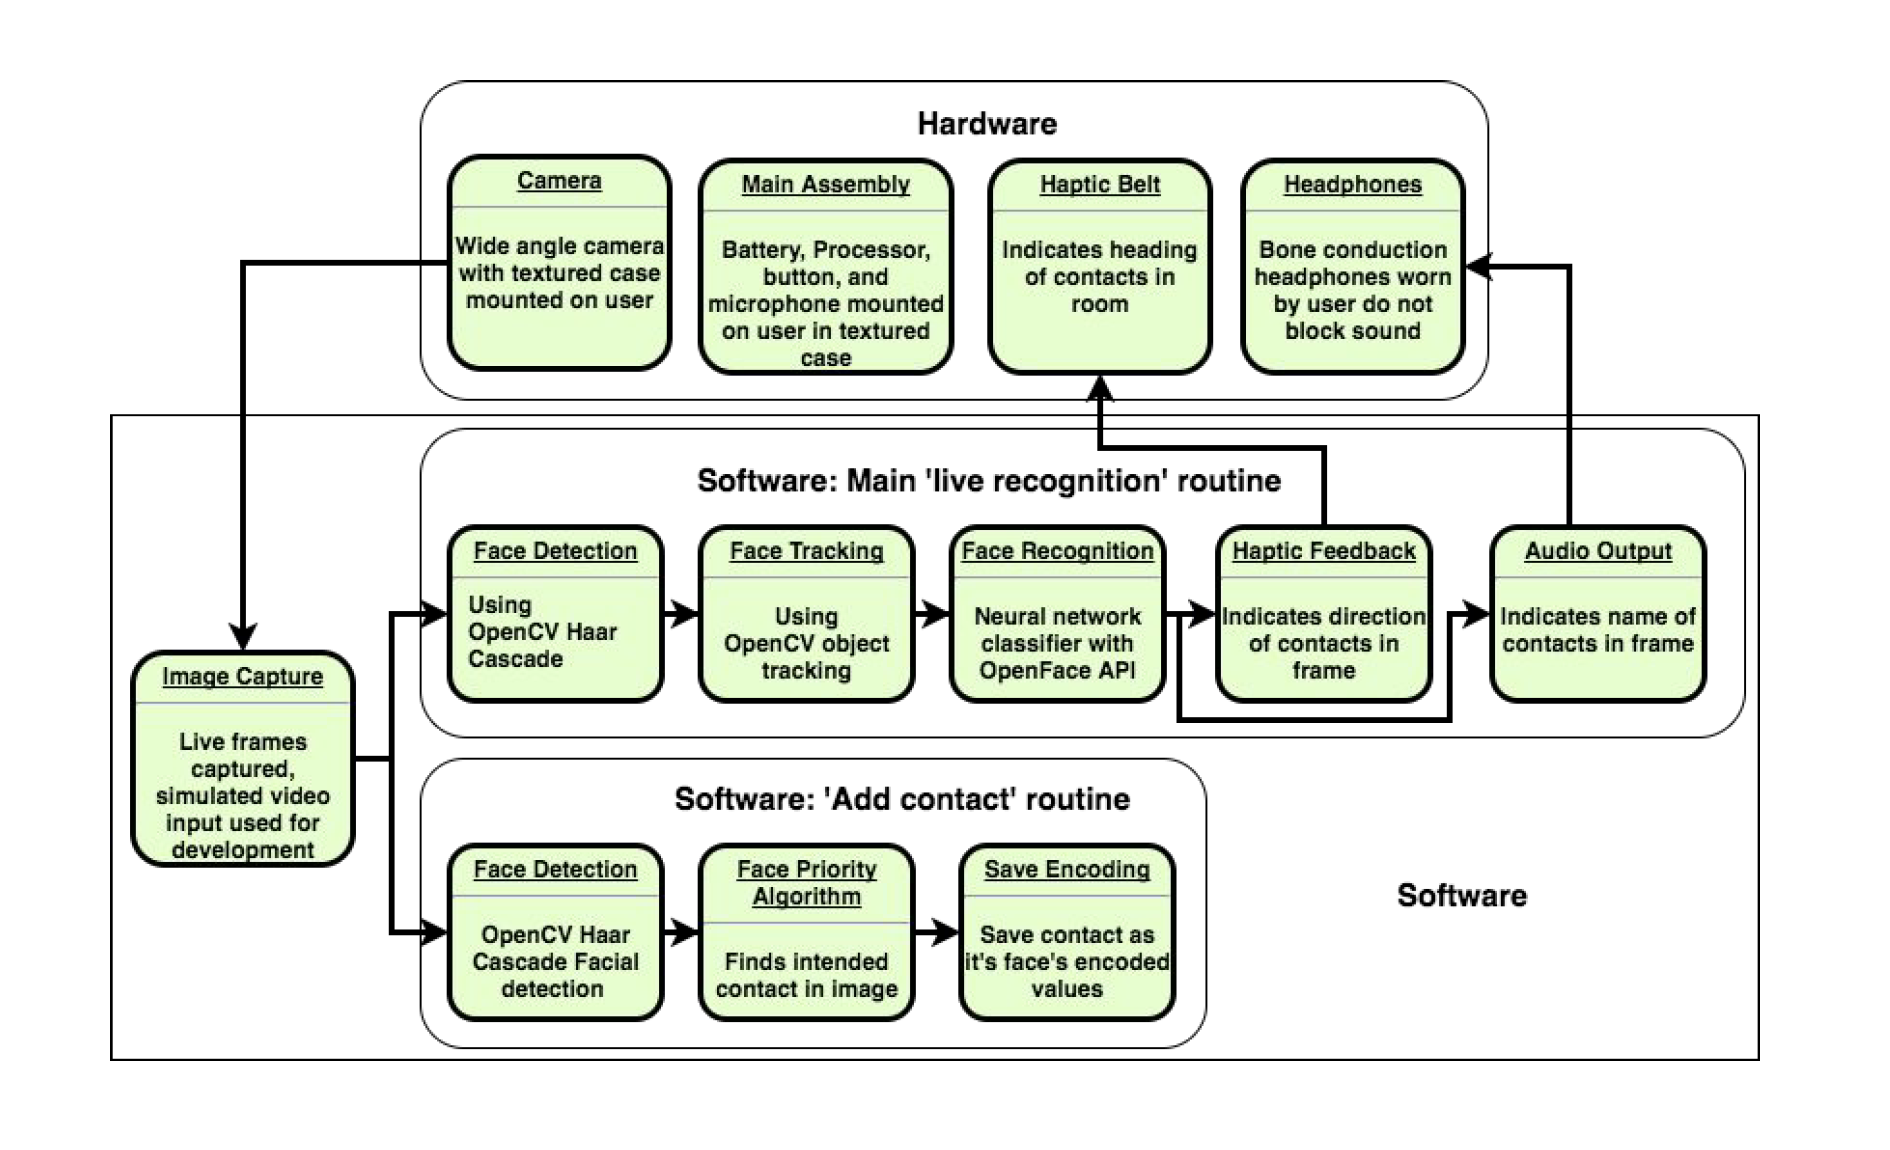 Hardware
Camera
Wide angle camera
with textured case
mounted on user
Main Assembly
Battery, Processor,
button, and
microphone mounted
on user in textured
case
Haptic Belt
Indicates heading
of contacts in
room
Headphones
Bone conduction
headphones worn
by user do not
block sound
Software: Main 'live recognition' routine
Face Detection
Using
OpenCV Haar
Cascade
Face Tracking
Using
OpenCV object
tracking
Face Recognition
Neural network
classifier with
OpenFace API
Haptic Feedback
Indicates direction
of contacts in
frame
Audio Output
Indicates name of
contacts in frame
Image Capture
Live frames
captured,
simulated video
input used for
development
Software: 'Add contact' routine
Face Detection
OpenCV Haar
Cascade Facial
detection
Face Priority
Algorithm
Finds intended
contact in image
Save Encoding
Save contact as
it's face's encoded
values
Software